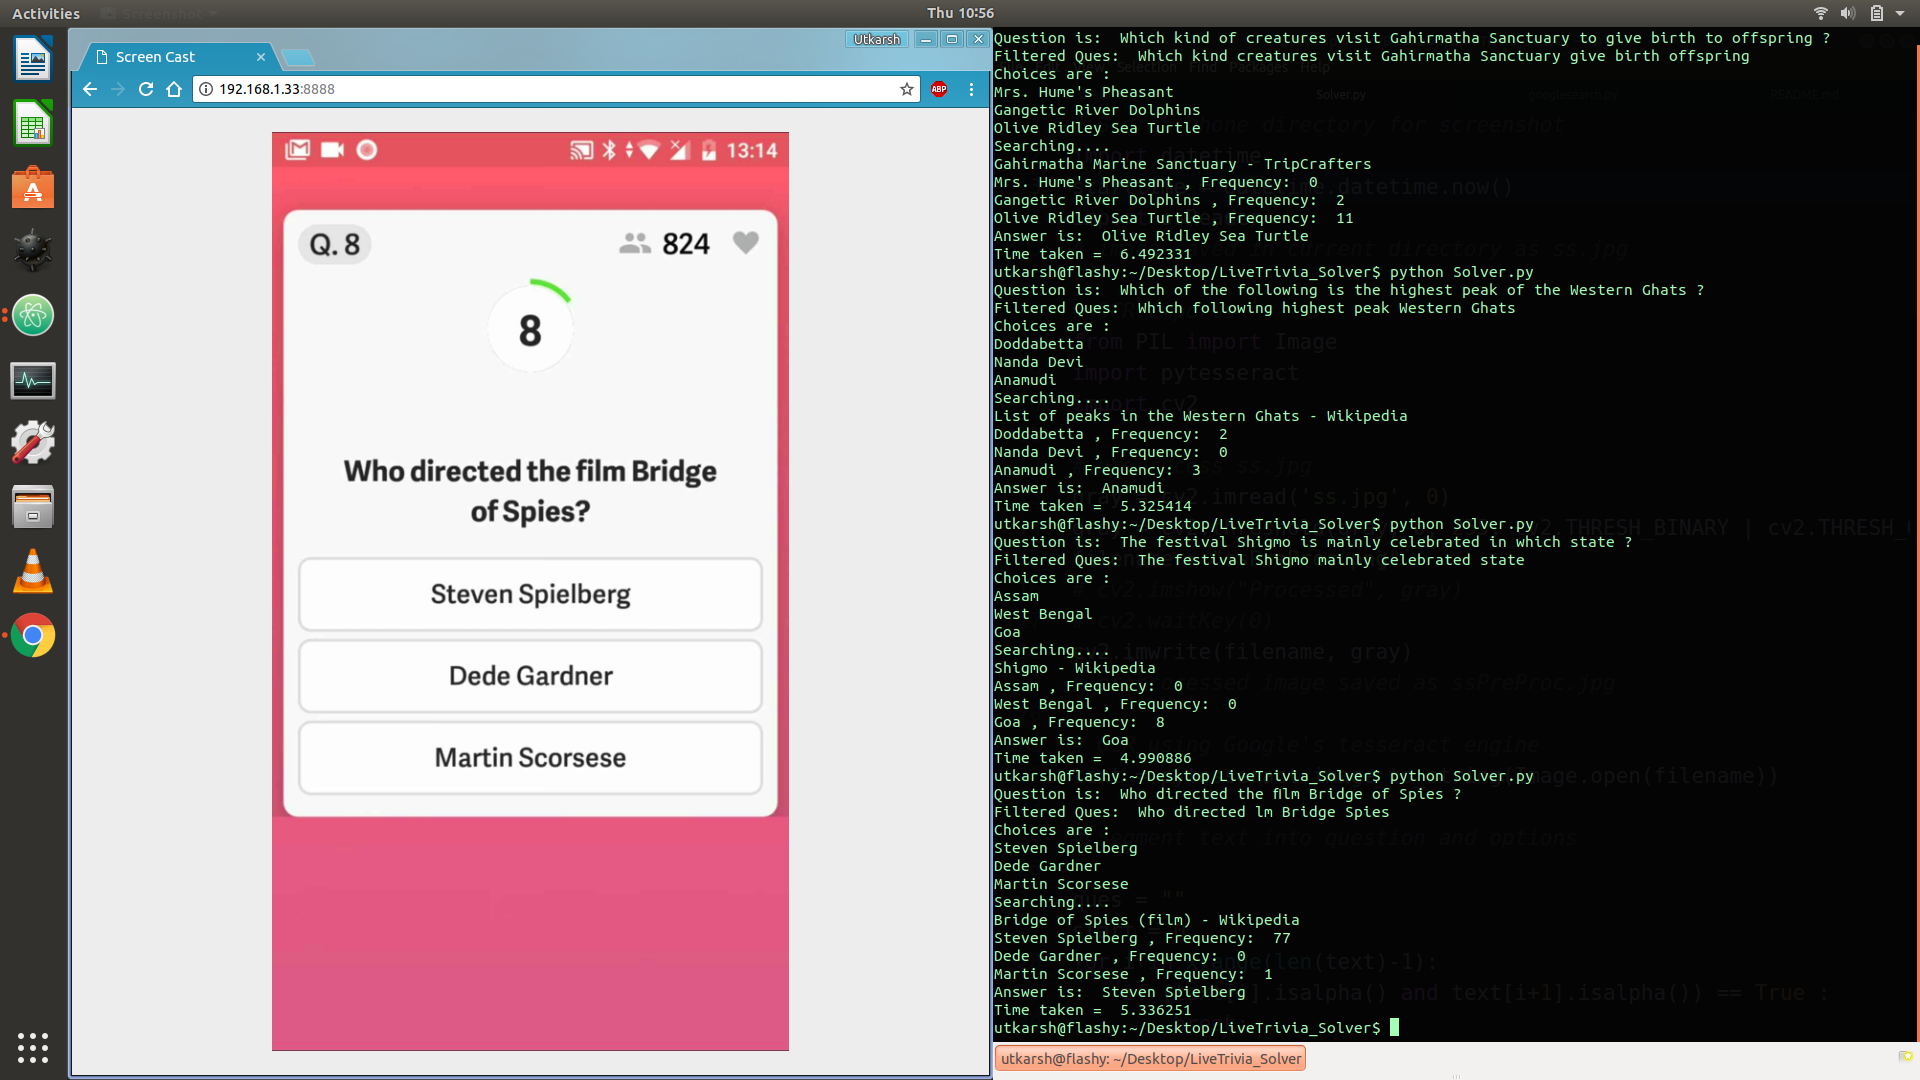 Activities
Screenshot
Thu 10:56
Screen Cast
Utkarsh
192.168.1.33:8888
ABP
13:14
Q. 8
824
8
Who directed the film Bridge
of Spies?
Steven Spielberg
Dede Gardner
Martin Scorsese
Question is:  Which kind of creatures visit Gahirmatha Sanctuary to give birth to offspring ?
Filtered Ques:  Which kind creatures visit Gahirmatha Sanctuary give birth offspring
Choices are :
Mrs. Hume's Pheasant
Gangetic River Dolphins
Olive Ridley Sea Turtle
Searching....
Gahirmatha Marine Sanctuary - TripCrafters
Mrs. Hume's Pheasant , Frequency:  0
Gangetic River Dolphins , Frequency:  2
Olive Ridley Sea Turtle , Frequency:  11
Answer is:  Olive Ridley Sea Turtle
Time taken =  6.492331
utkarsh@flashy:~/Desktop/LiveTrivia_Solver$ python Solver.py
Question is:  Which of the following is the highest peak of the Western Ghats ?
Filtered Ques:  Which following highest peak Western Ghats
Choices are :
Doddabetta
Nanda Devi
Anamudi
Searching....
List of peaks in the Western Ghats - Wikipedia
Doddabetta , Frequency:  2
Nanda Devi , Frequency:  0
Anamudi , Frequency:  3
Answer is:  Anamudi
Time taken =  5.325414
utkarsh@flashy:~/Desktop/LiveTrivia_Solver$ python Solver.py
Question is:  The festival Shigmo is mainly celebrated in which state ?
Filtered Ques:  The festival Shigmo mainly celebrated state
Choices are :
Assam
West Bengal
Goa
Searching....
Shigmo - Wikipedia
Assam , Frequency:  0
West Bengal , Frequency:  0
Goa , Frequency:  8
Answer is:  Goa
Time taken =  4.990886
utkarsh@flashy:~/Desktop/LiveTrivia_Solver$ python Solver.py
Question is:  Who directed the film Bridge of Spies ?
Filtered Ques:  Who directed lm Bridge Spies
Choices are :
Steven Spielberg
Dede Gardner
Martin Scorsese
Searching....
Bridge of Spies (film) - Wikipedia
Steven Spielberg , Frequency:  77
Dede Gardner , Frequency:  0
Martin Scorsese , Frequency:  1
Answer is:  Steven Spielberg
Time taken =  5.336251
utkarsh@flashy:~/Desktop/LiveTrivia_Solver$
utkarsh@flashy: ~/Desktop/LiveTrivia_Solver